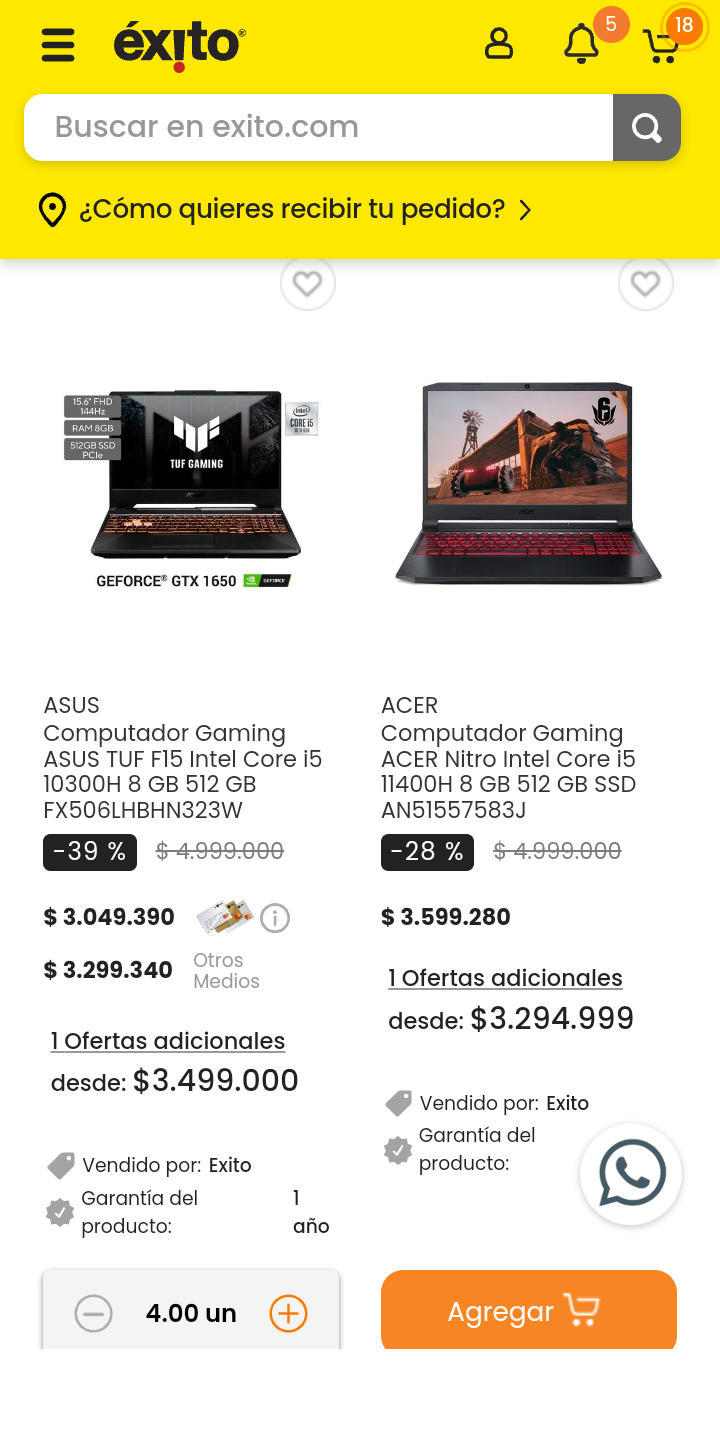 éxito
5
18
Buscar en exito.com
¿Cómo quieres recibir tu pedido?
15.6" FHD
144Hz
RAM 8GB
512GB SSD
PCIe
intel
CORE i5
TUF GAMING
GEFORCE® GTX 1650
GEFORCE
ASUS
Computador Gaming
ASUS TUF F15 Intel Core i5
10300H 8 GB 512 GB
FX506LHBHN323W
-39 %
$ 4.999.000
$ 3.049.390
$ 3.299.340
Otros
Medios
1 Ofertas adicionales
desde: $3.499.000
Vendido por: Exito
Garantía del
producto:
1
año
4.00 un
ACER
Computador Gaming
ACER Nitro Intel Core i5
11400H 8 GB 512 GB SSD
AN51557583J
-28 %
$ 4.999.000
$ 3.599.280
1 Ofertas adicionales
desde: $3.294.999
Vendido por: Exito
Garantía del
producto:
Agregar